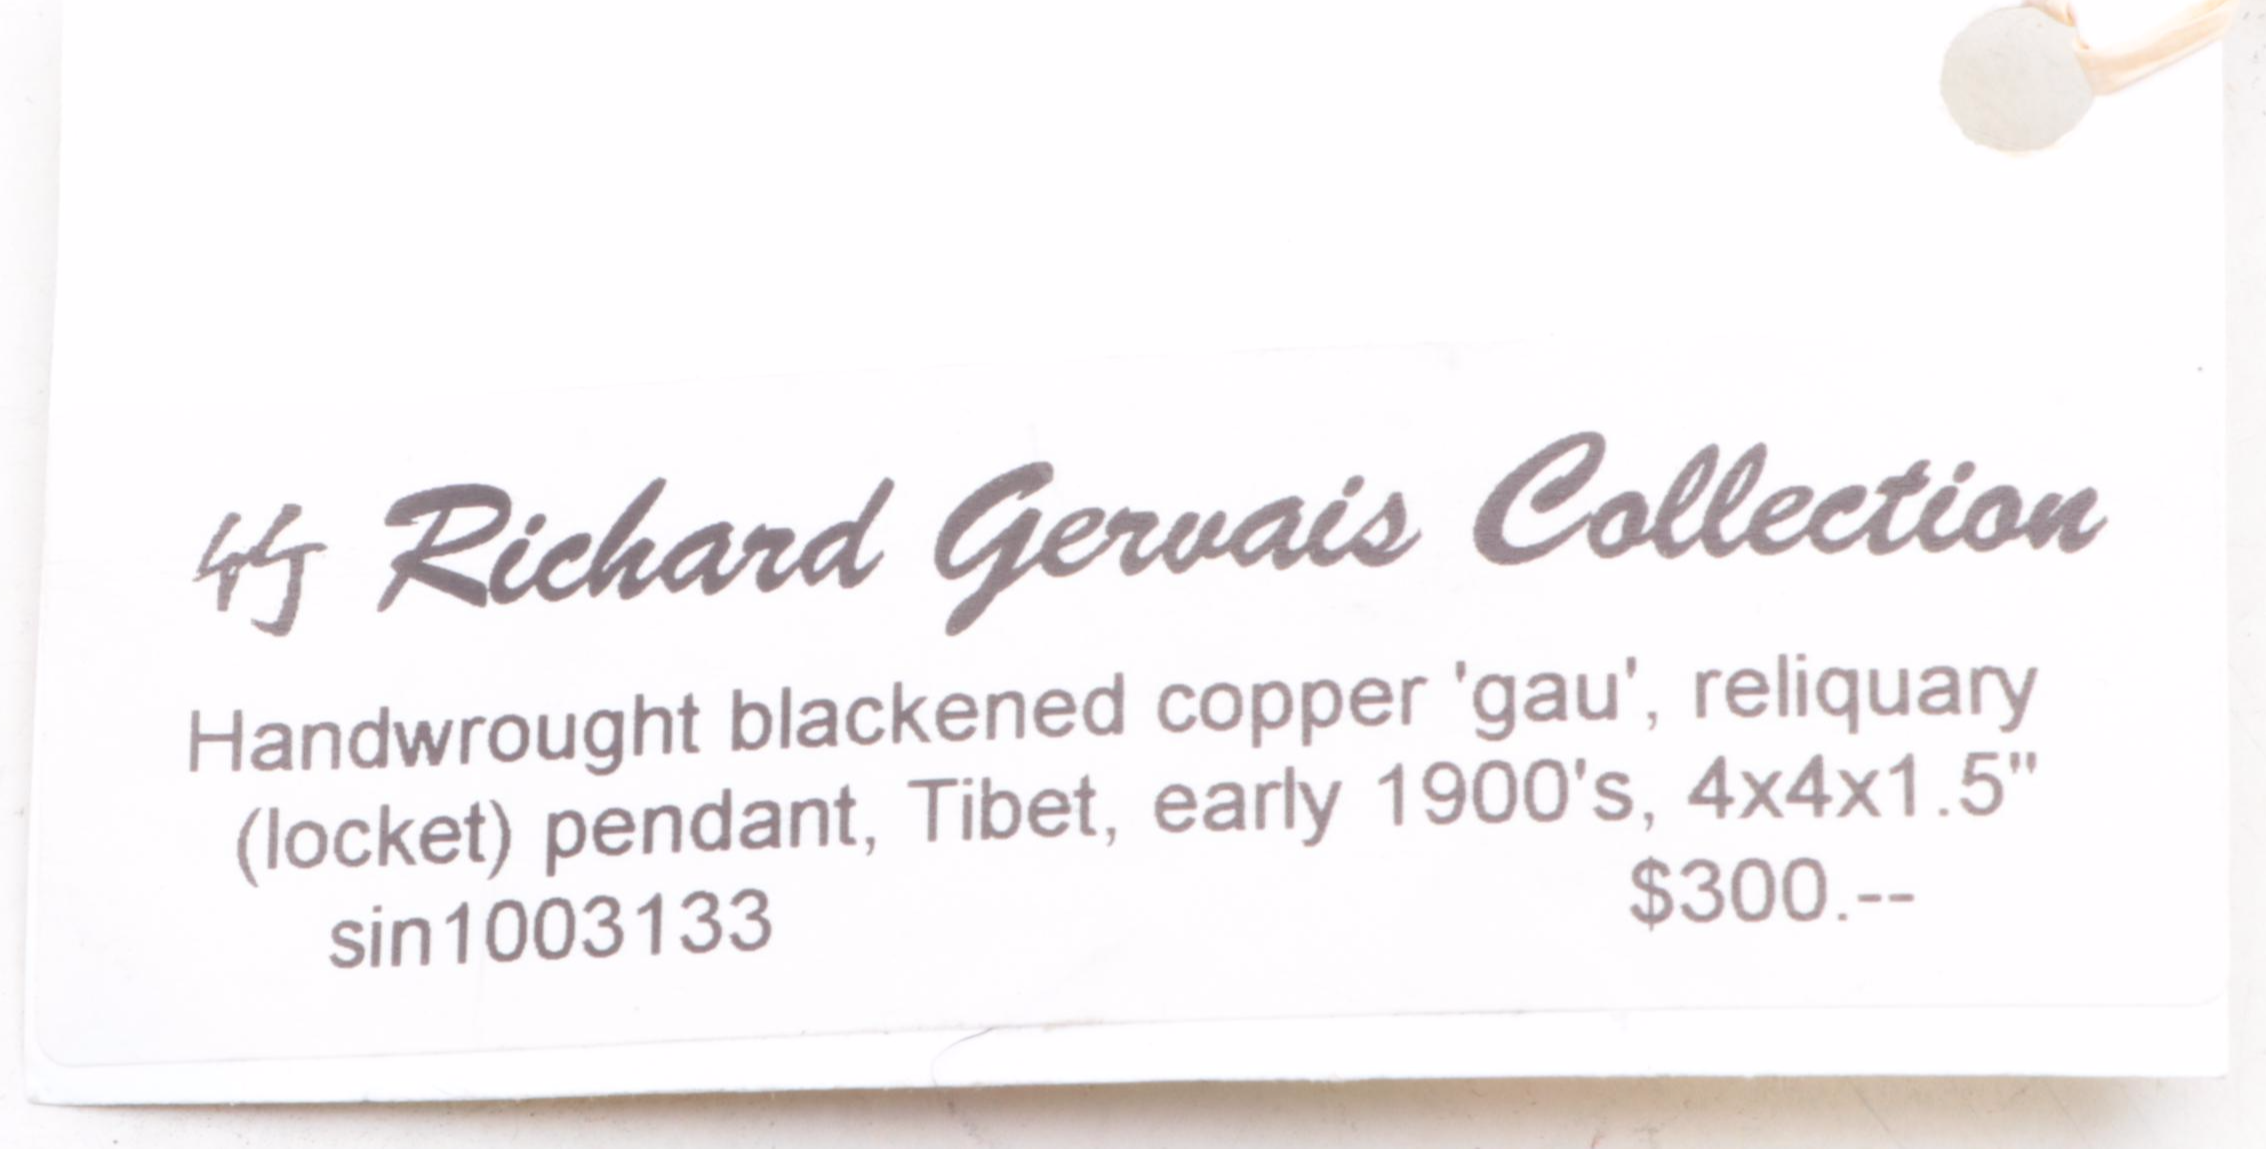 Richard Gervais Collection
Handwrought blackened copper 'gau', reliquary
(locket) pendant, Tibet, early 1900's, 4x4x1.5"
sin1003133 $300.--